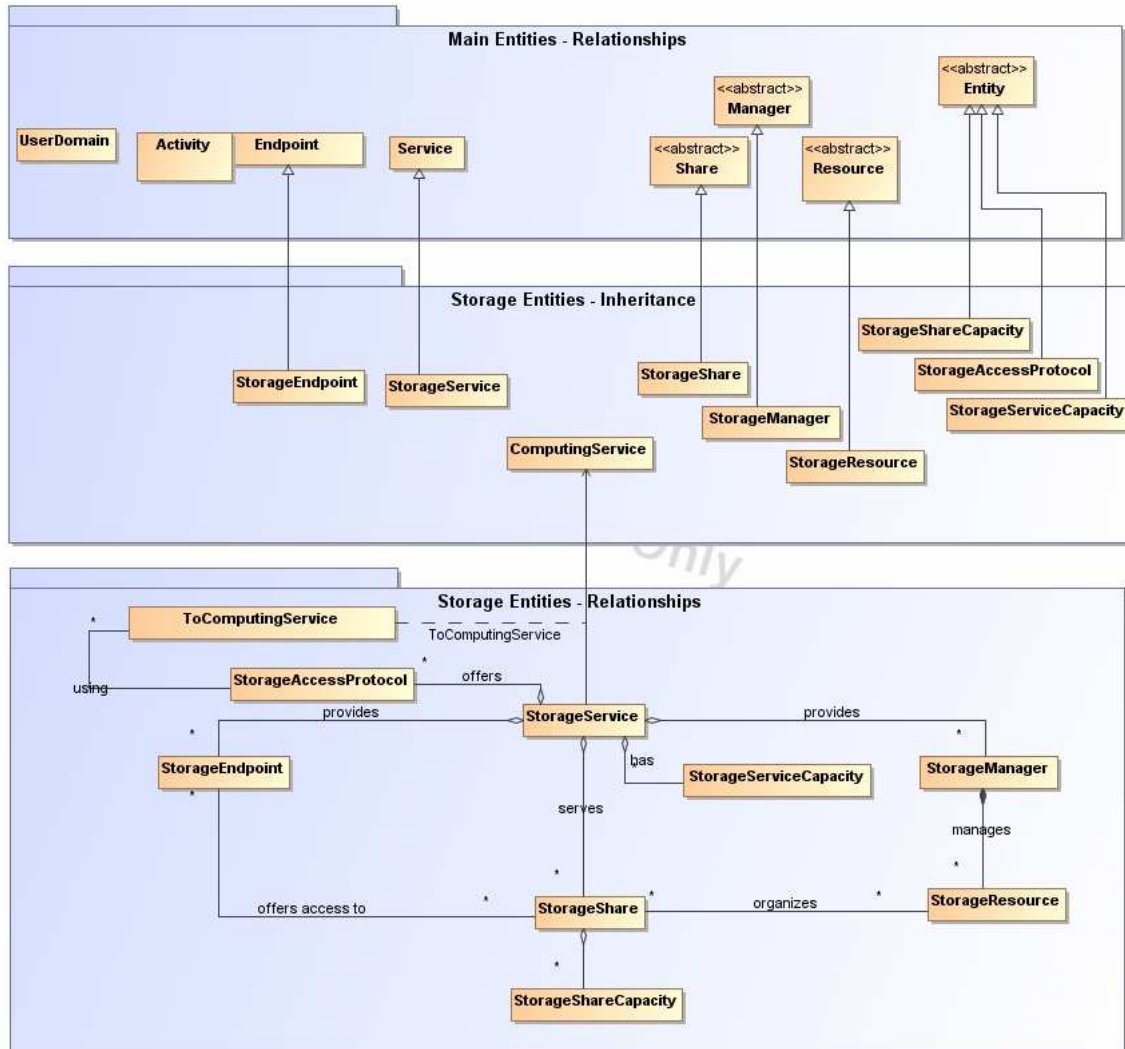 Main Entities - Relationships
<<abstract>>
Entity
<<abstract>>
Manager
UserDomain
Activity
Endpoint
Service
<<abstract>>
Share
<<abstract>>
Resource
Storage Entities - Inheritance
StorageShareCapacity
StorageEndpoint
StorageService
StorageShare
StorageAccessProtocol
StorageManager
StorageServiceCapacity
ComputingService
StorageResource
Only
Storage Entities - Relationships
*
ToComputingService
ToComputingService
*
using
StorageAccessProtocol
offers
provides
StorageService
provides
*
*
StorageEndpoint
has
*
StorageServiceCapacity
StorageManager
*
serves
manages
*
*
offers access to
*
StorageShare
*
organizes
*
StorageResource
*
StorageShareCapacity